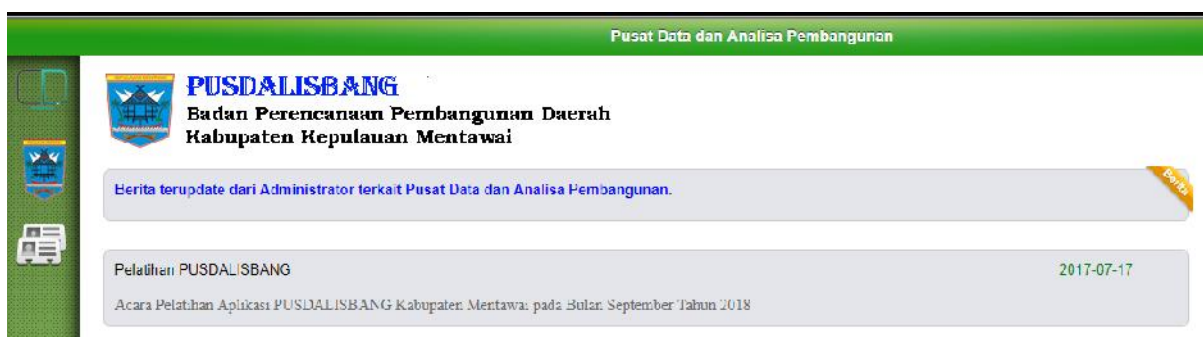 Pusat Data dan Analisa Pembangunan
PUSDALISBANG
Badan Perencanaan Pembangunan Daerah
Kabupaten Kepulauan Mentawai
Berita terupdate dari Administrator terkait Pusat Data dan Analisa Pembangunan.
Berita
Pelatihan PUSDALISBANG
2017-07-17
Acara Pelatihan Aplikasi PUSDALISBANG Kabupaten Mentawai pada Bulan September Tahun 2018